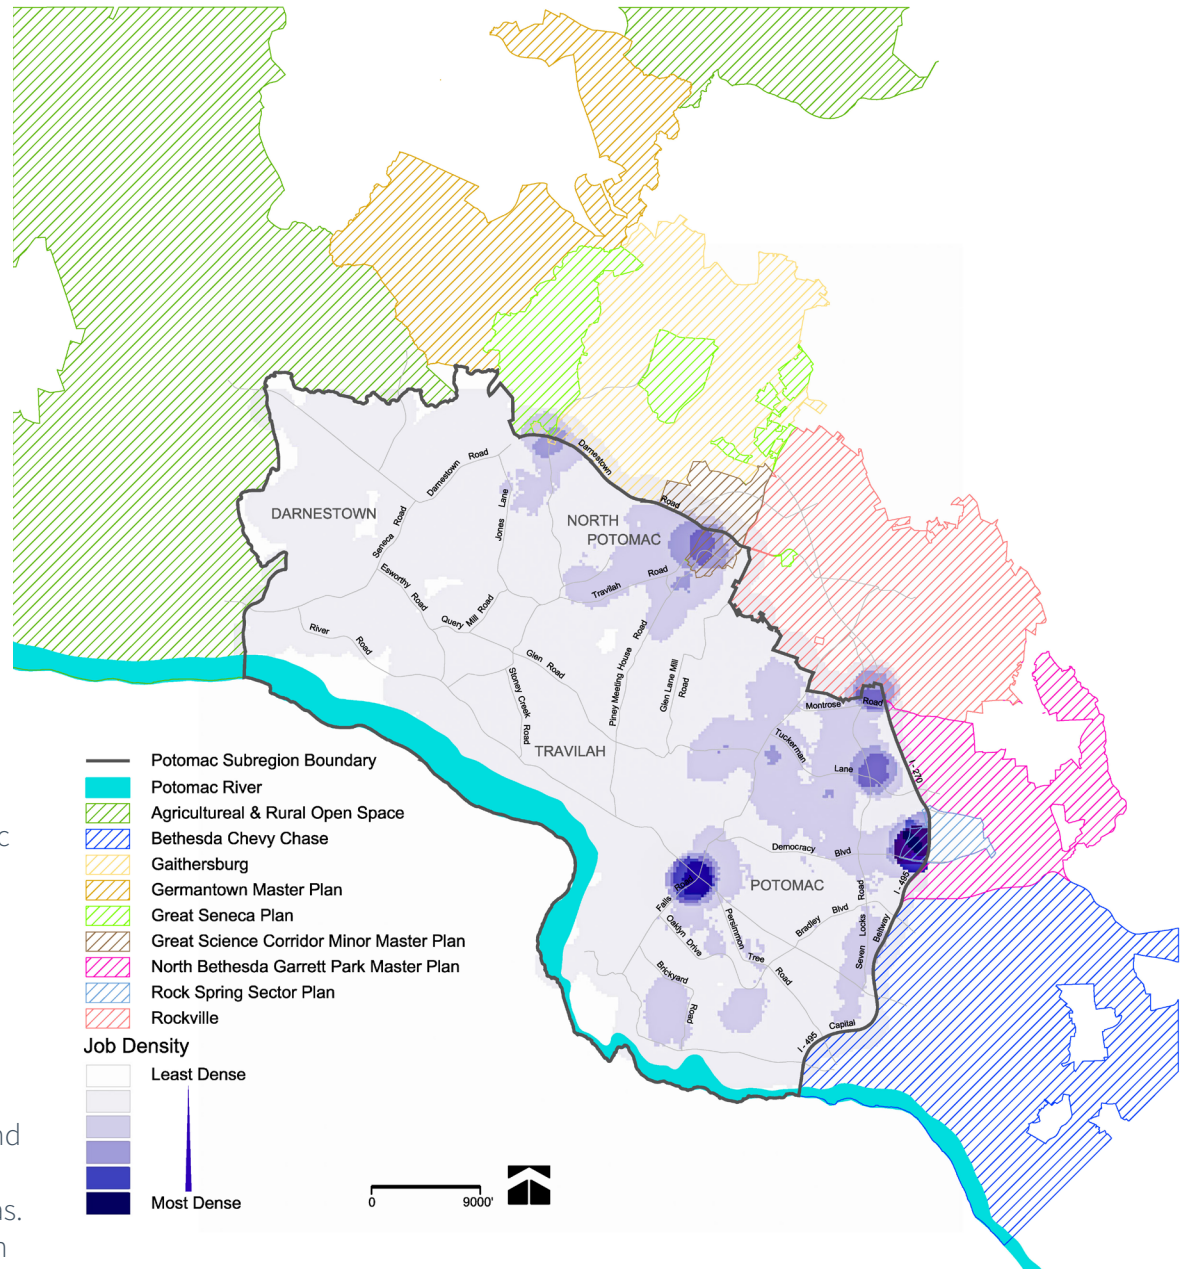 Darnestown
Road
Darnestown
Road
DARNESTOWN
Jones Lane
NORTH
POTOMAC
Seneca Road
Travilah
Road
Esworthy
Road
Query Mill Road
River
Road
Piney Meeting House Road
Glen Lane Mill
Road
Glen
Road
Stoney Creek
Road
Montrose
Road
Tuckerman
Lane
I - 270
TRAVILAH
Potomac Subregion Boundary
Potomac River
Agricultureal & Rural Open Space
c
Bethesda Chevy Chase
Democracy
Blvd
Gaithersburg
POTOMAC
Falls Road
I - 495
Germantown Master Plan
Great Seneca Plan
Persimmon
Tree
Road
Bradley
Blvd
Seven Locks Road
Beltway
Oaklyn
Drive
Great Science Corridor Minor Master Plan
North Bethesda Garrett Park Master Plan
Brickyard
Road
Rock Spring Sector Plan
Rockville
Capital
I - 495
Job Density
Least Dense
nd
Most Dense
0
9000'
ns.
n